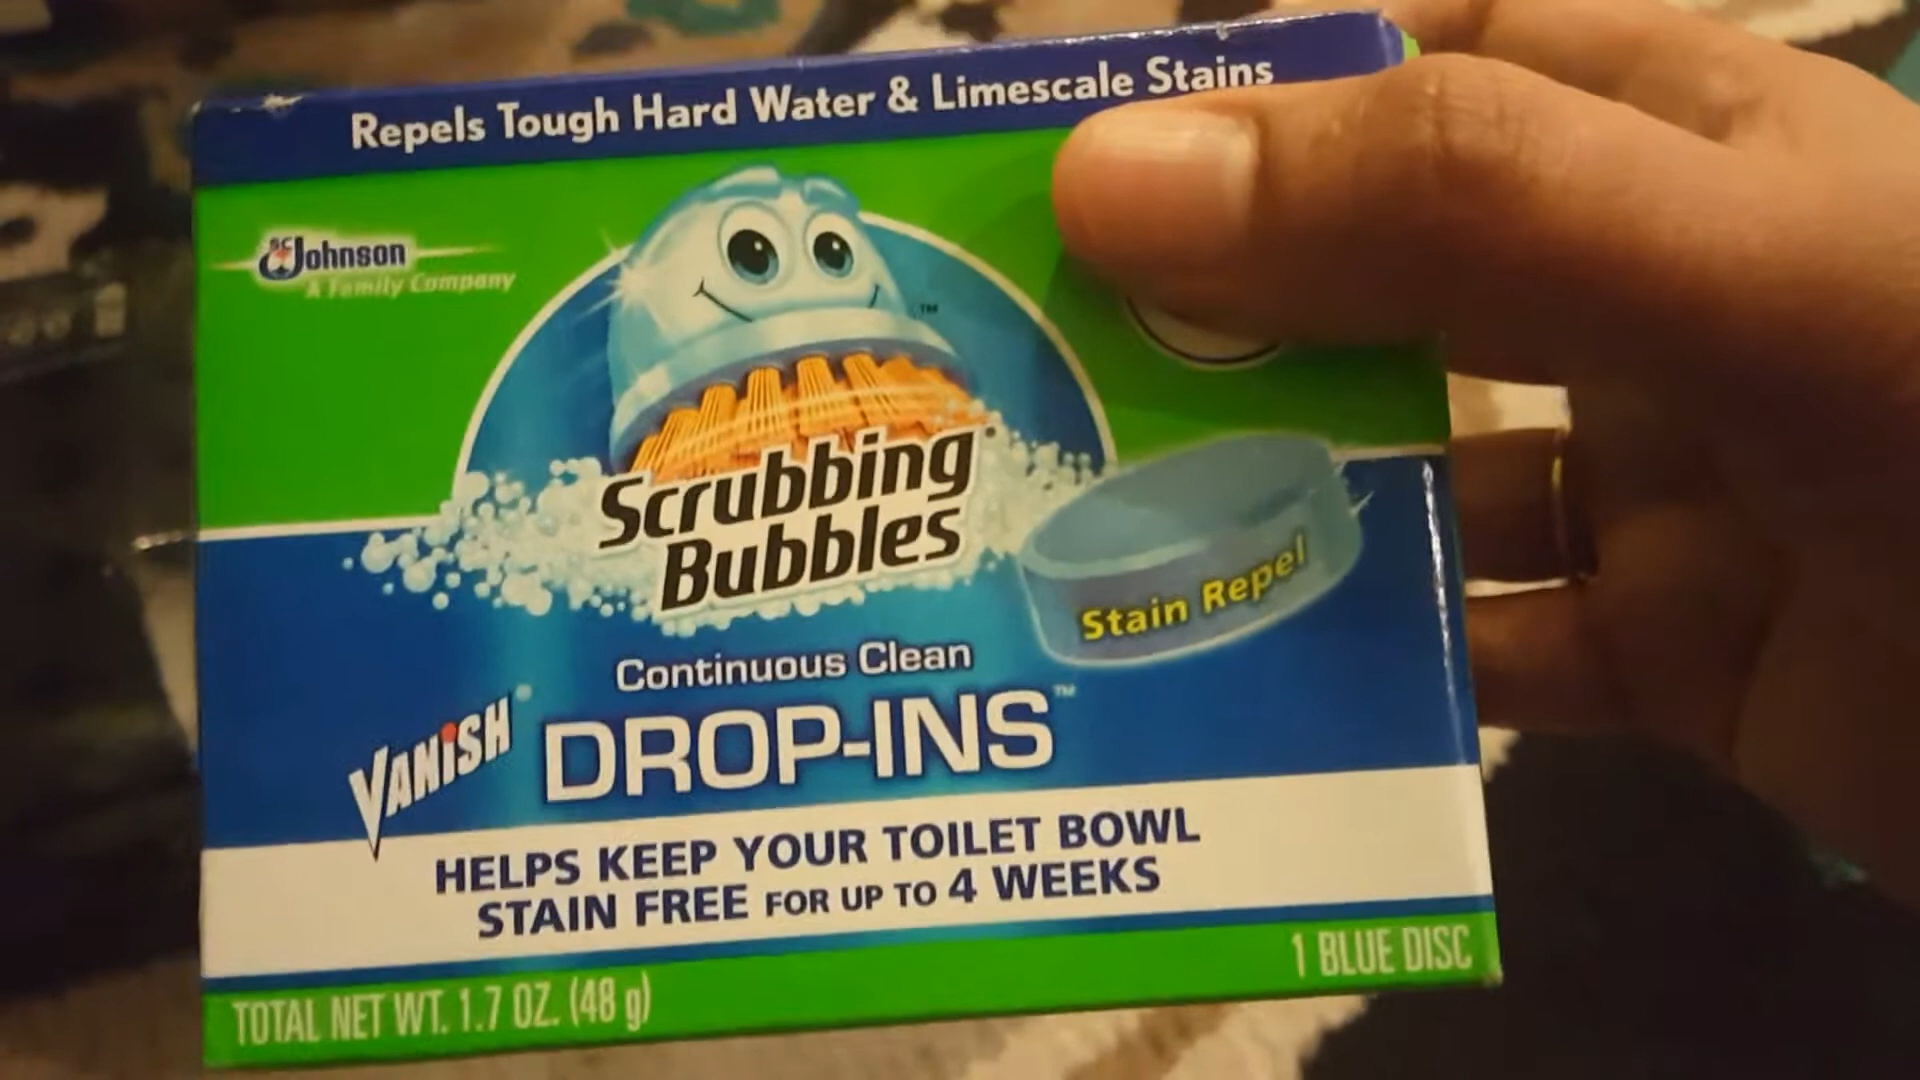 Repels Tough Hard Water & Limescale Stains
SC Johnson
A Family Company
TM
Scrubbing®
Bubbles
Stain Repel
Continuous Clean
VANISH® DROP-INS™
HELPS KEEP YOUR TOILET BOWL
STAIN FREE FOR UP TO 4 WEEKS
1 BLUE DISC
TOTAL NET WT. 1.7 OZ. (48 g)